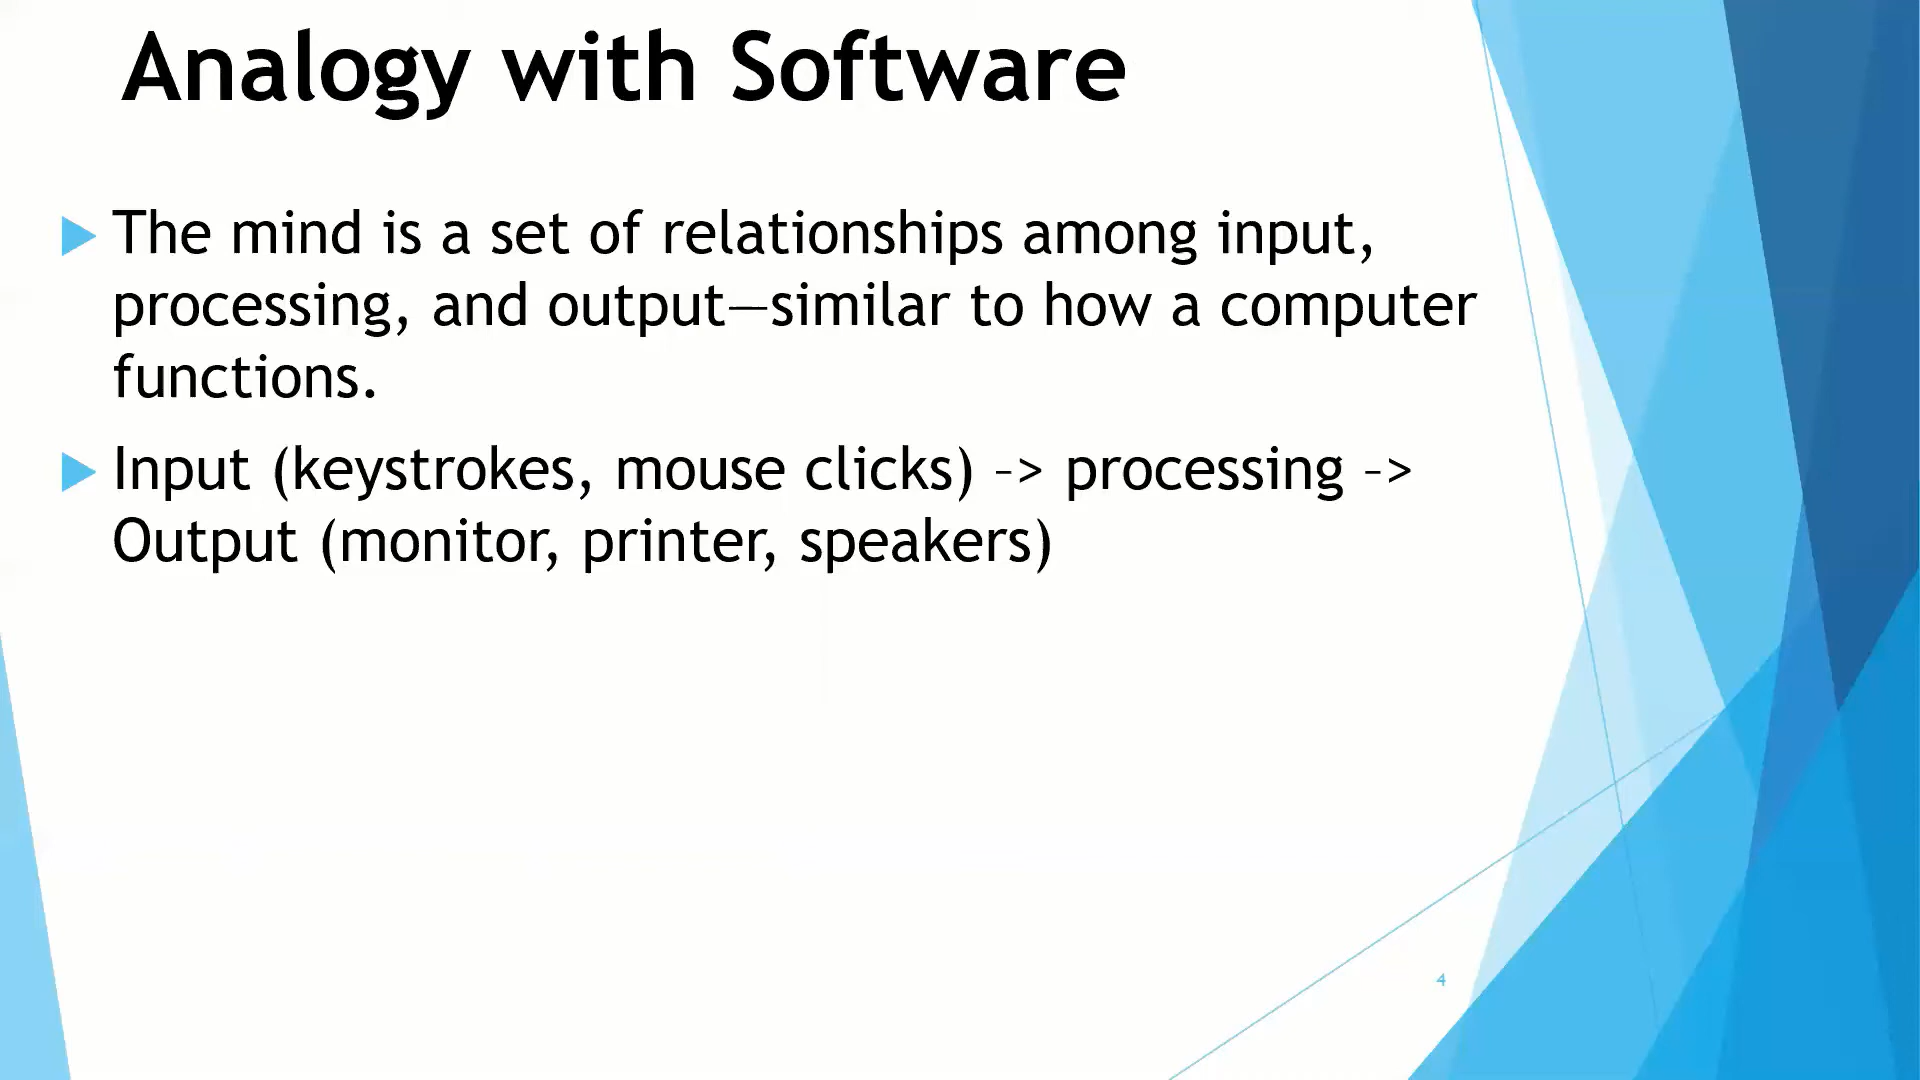 Analogy with Software
The mind is a set of relationships among input,
processing, and output—similar to how a computer
functions.
Input (keystrokes, mouse clicks) –> processing –>
Output (monitor, printer, speakers)
4